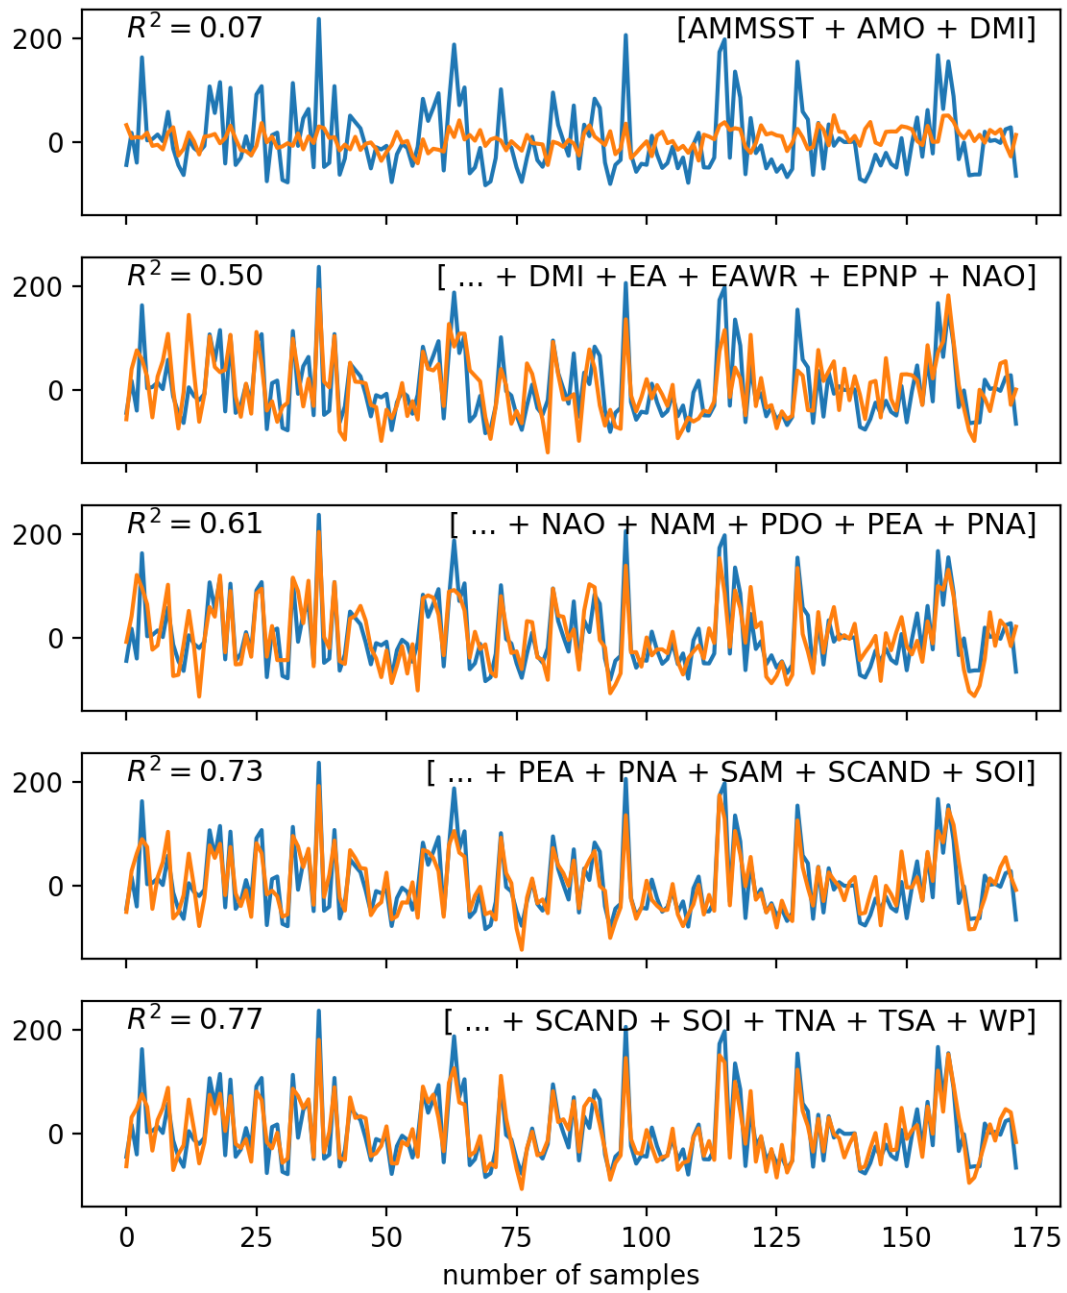 R² = 0.07 [AMMSST + AMO + DMI]
200
0
R² = 0.50 [ ... + DMI + EA + EAWR + EPNP + NAO]
200
0
R² = 0.61 [ ... + NAO + NAM + PDO + PEA + PNA]
200
0
R² = 0.73 [ ... + PEA + PNA + SAM + SCAND + SOI]
200
0
R² = 0.77 [ ... + SCAND + SOI + TNA + TSA + WP]
200
0
0 25 50 75 100 125 150 175
number of samples